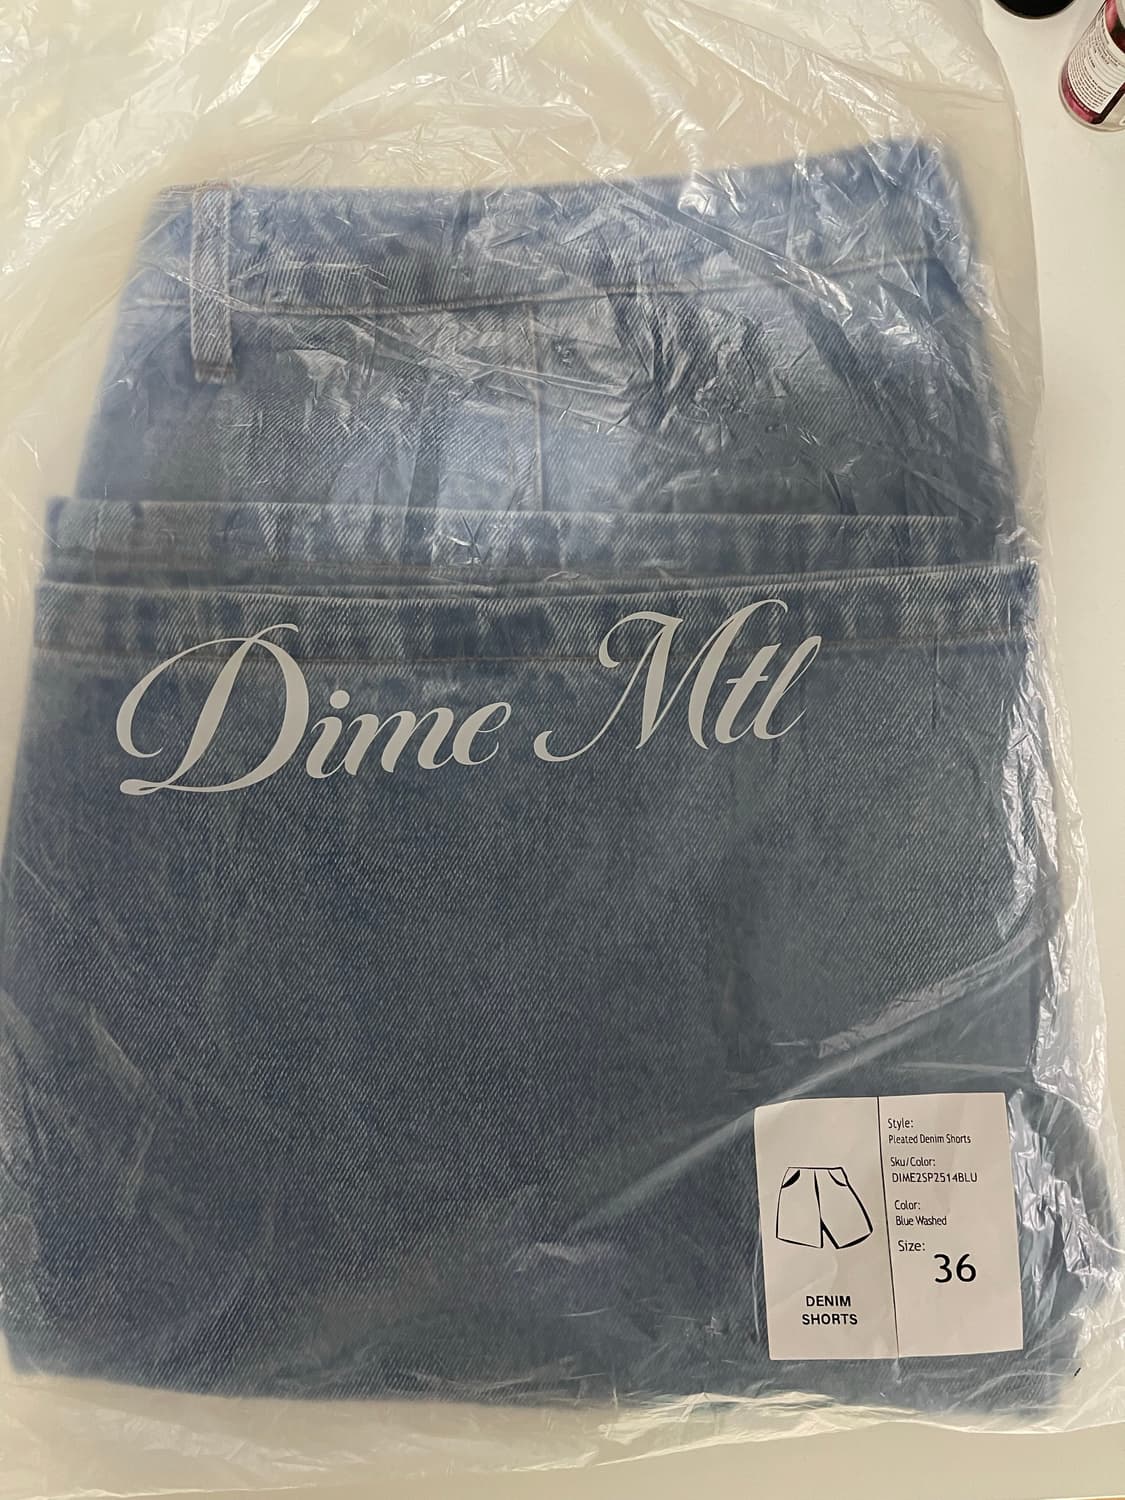 Dime Mtl
Style:
Pleated Denim Shorts
Sku/Color:
DIME2SP2514BLU
Color:
Blue Washed
Size:
36
DENIM
SHORTS